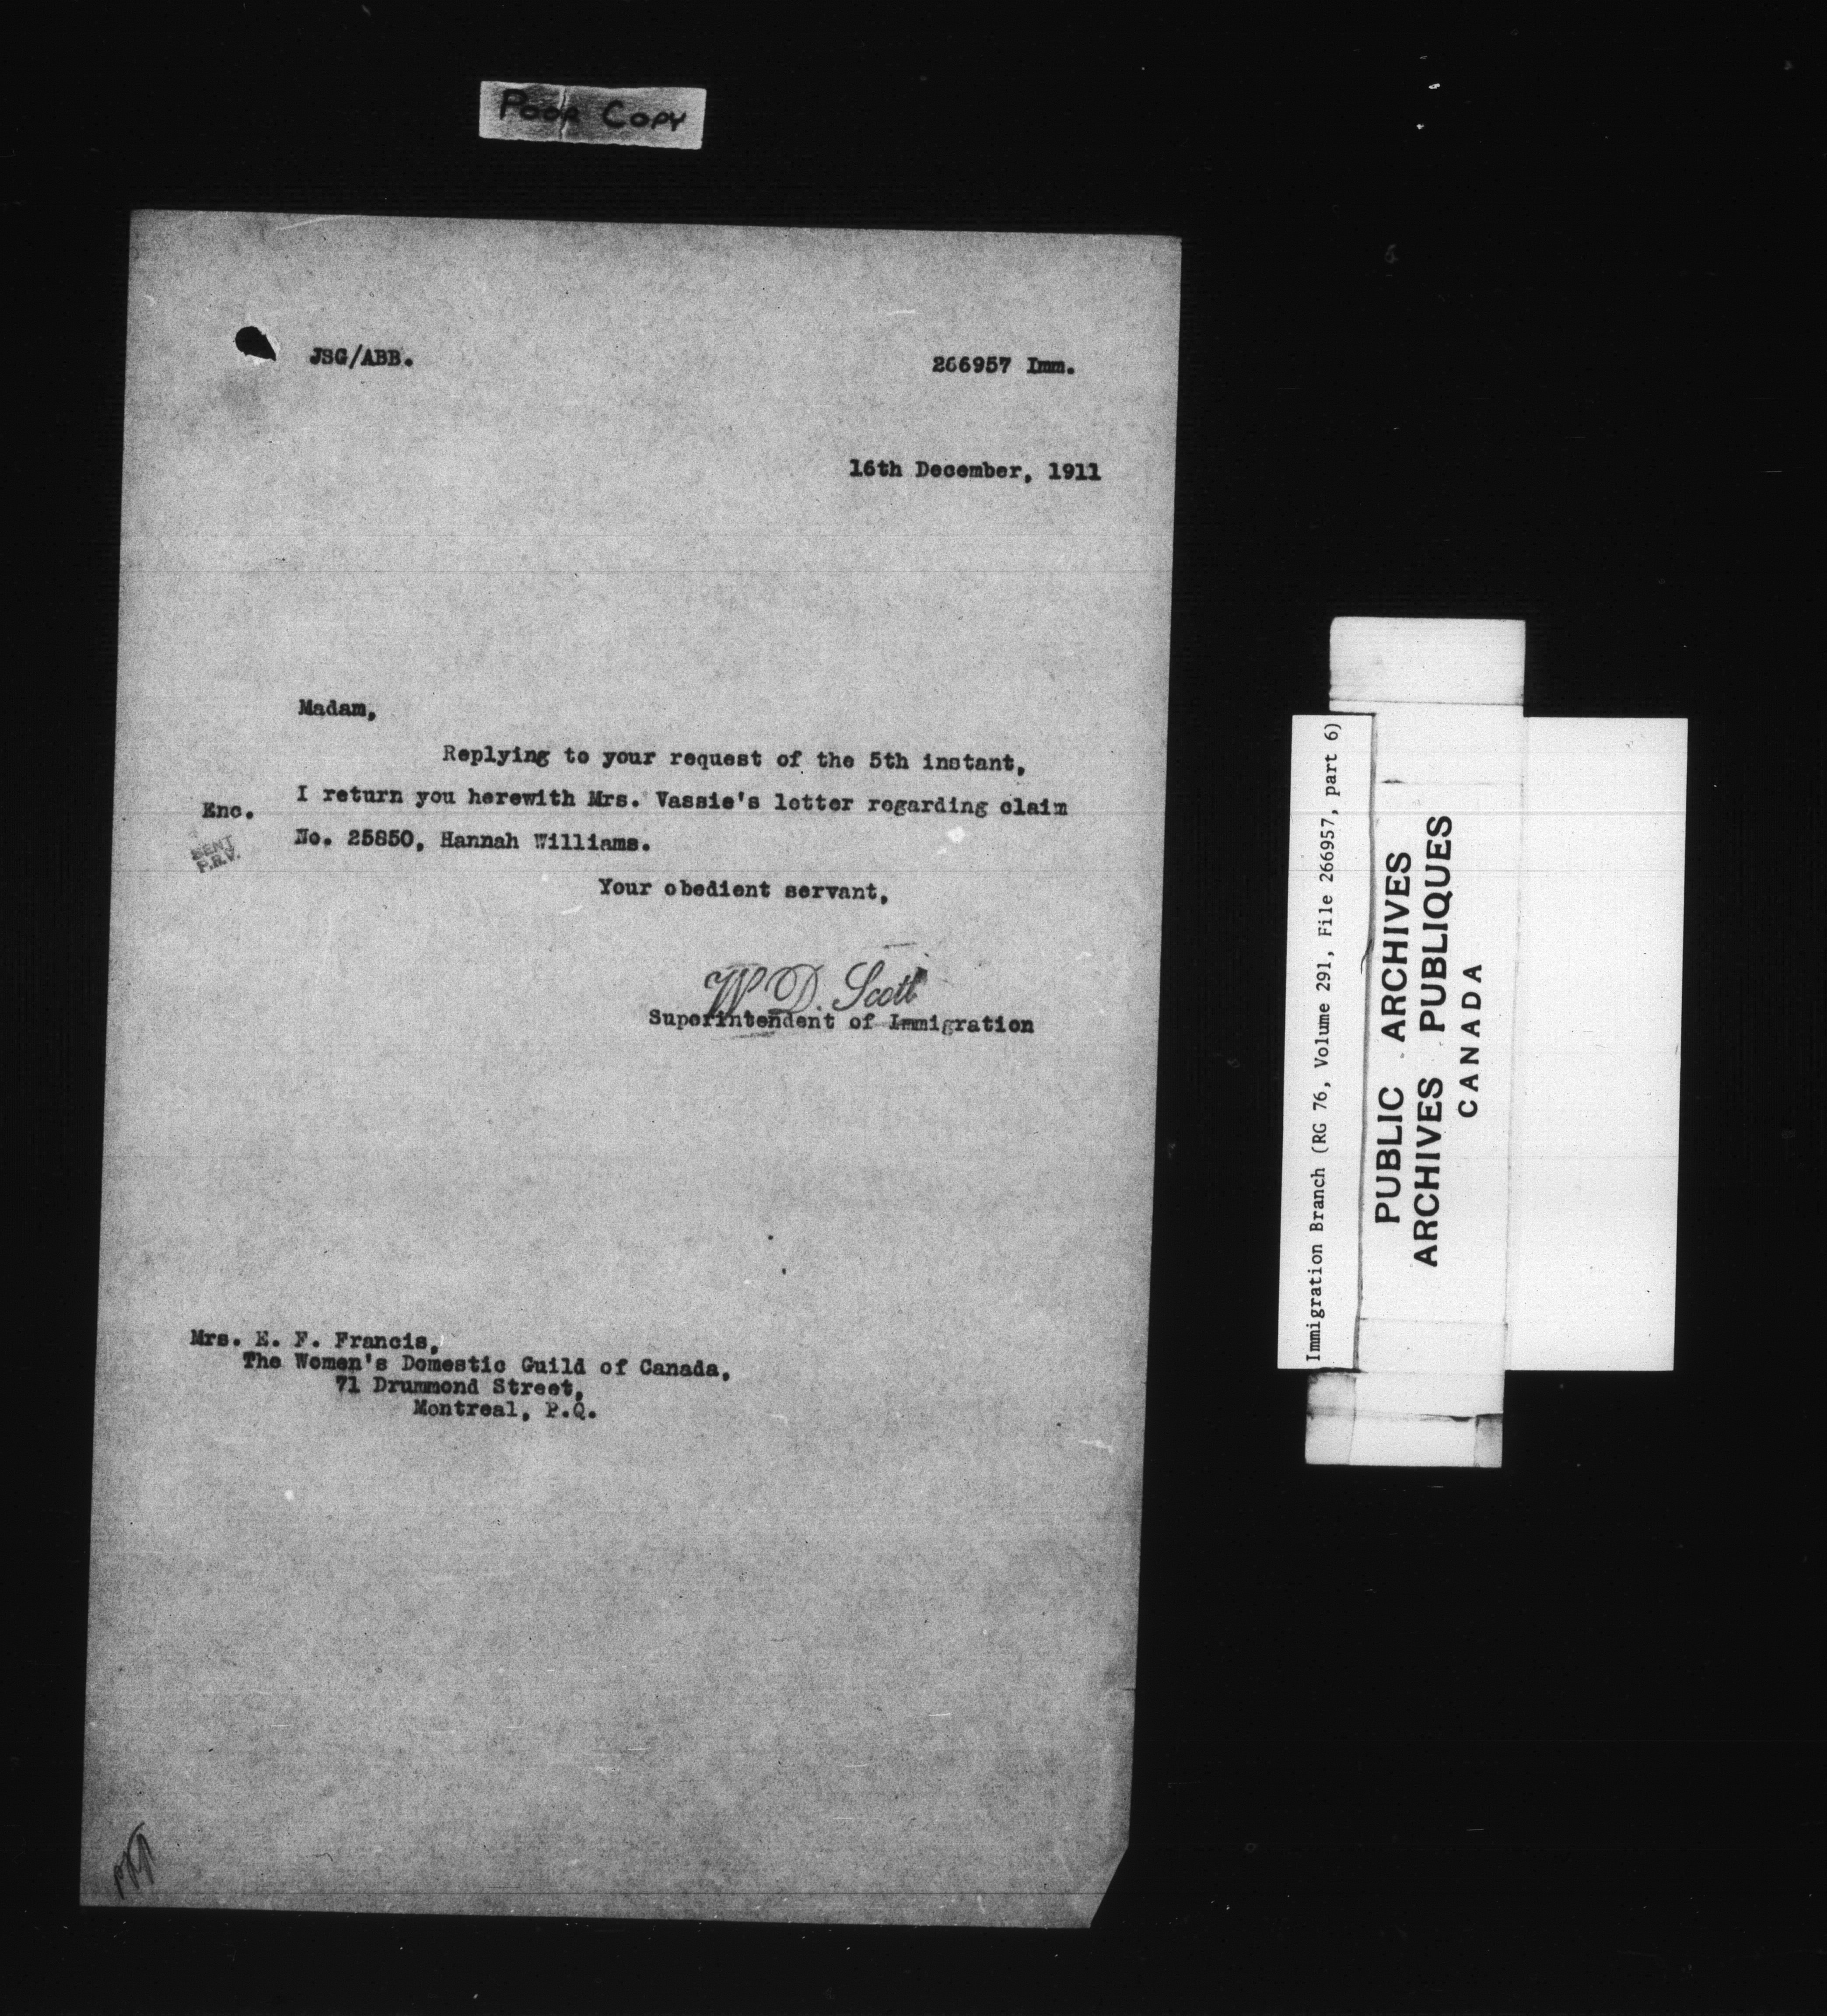 Poor Copy
JSG/ABB.
266957 Imm.
16th December, 1911
Madam,
Replying to your request of the 5th instant,
I return you herewith Mrs. Vassie's letter regarding claim
Enc.
No. 25850, Hannah Williams.
SENT
P.R.V.
Your obedient servant,
W. D. Scott
Superintendent of Immigration
Mrs. E. F. Francis,
The Women's Domestic Guild of Canada,
71 Drummond Street,
Montreal, P.Q.
Immigration Branch (RG 76, Volume 291, File 266957, part 6)
PUBLIC ARCHIVES
ARCHIVES PUBLIQUES
CANADA